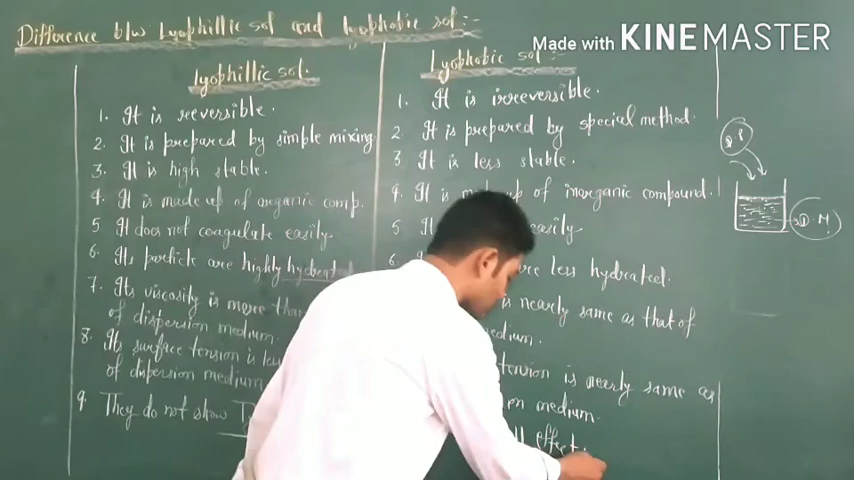 Difference b/w Lyophillic sol and lyophobic sol :-
Made with KINEMASTER
lyophillic sol.
1. It is reversible.
2. It is prepared by simple mixing
3. It is high stable.
4. It is made up of organic comp.
5 It does not coagulate easily.
6. Its particle are highly hydrated
7. Its viscosity is more than
of dispersion medium.
8. Its surface tension is less
of dispersion medium
9. They do not show
Lyophobic sol :-
1. It is irreversible.
2. It is prepared by special method.
3 It is less stable.
4. It is up of inorganic compound.
5 It easily.
6. less hydrated.
is nearly same as that of
medium.
tension is nearly same as
medium.
effect.
D.P
D.M